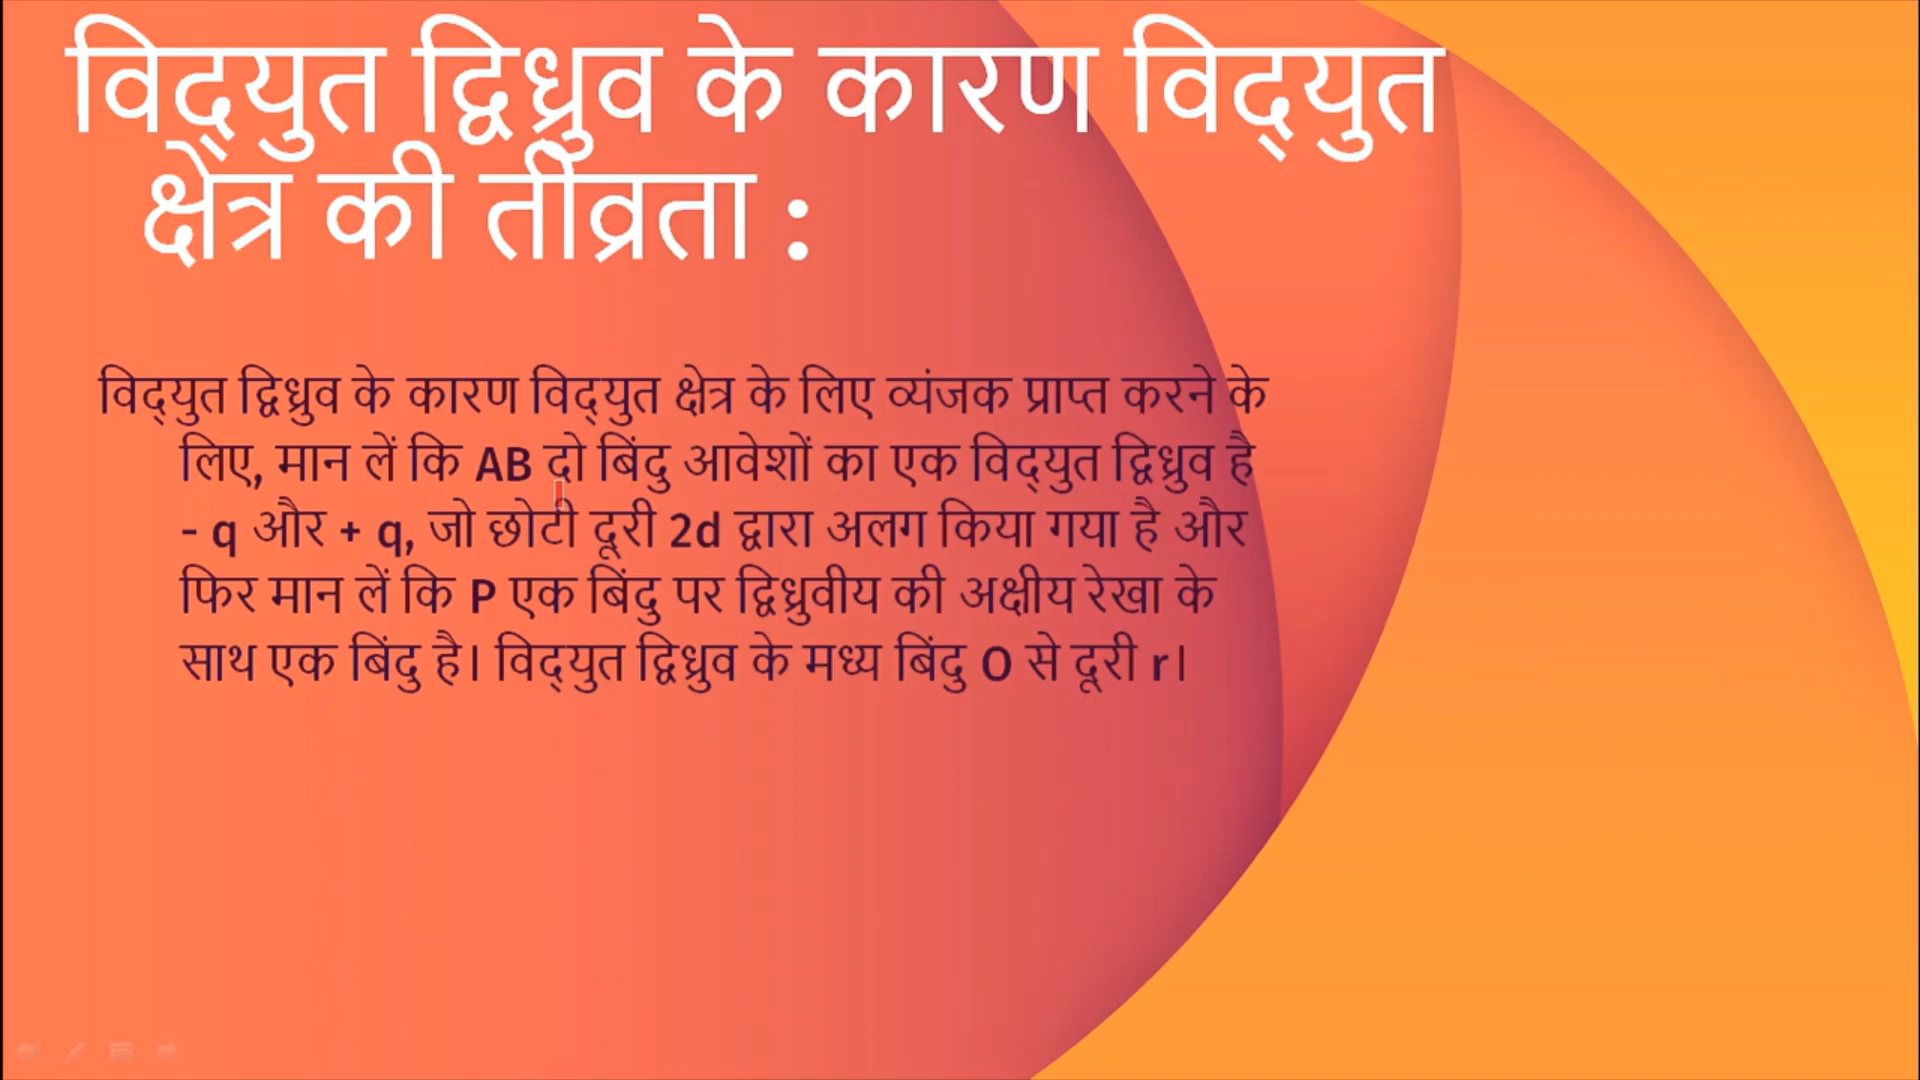 विद्युत द्विध्रुव के कारण विद्युत
क्षेत्र की तीव्रता :
विद्युत द्विध्रुव के कारण विद्युत क्षेत्र के लिए व्यंजक प्राप्त करने के
लिए, मान लें कि AB दो बिंदु आवेशों का एक विद्युत द्विध्रुव है
- q और + q, जो छोटी दूरी 2d द्वारा अलग किया गया है और
फिर मान लें कि P एक बिंदु पर द्विध्रुवीय की अक्षीय रेखा के
साथ एक बिंदु है। विद्युत द्विध्रुव के मध्य बिंदु O से दूरी r।